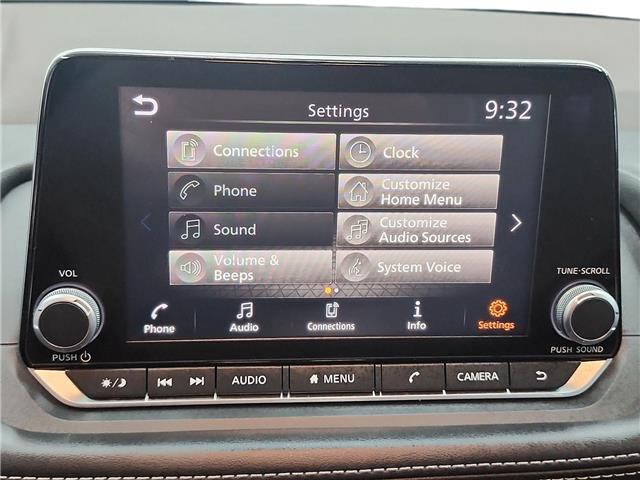 Settings
9:32
Connections
Clock
Phone
Customize
Home Menu
Sound
Customize
Audio Sources
Volume &
Beeps
System Voice
VOL
TUNE·SCROLL
Phone
Audio
Connections
Info
Settings
PUSH
PUSH SOUND
AUDIO
MENU
CAMERA